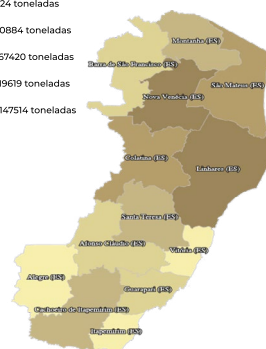 24 toneladas
0884 toneladas
67420 toneladas
19619 toneladas
147514 toneladas
Montanha (ES)
Barra de São Francisco (ES)
São Mateus (ES)
Nova Venécia (ES)
Colatina (ES)
Linhares (ES)
Santa Teresa (ES)
Afonso Cláudio (ES)
Vitória (ES)
Alegre (ES)
Guarapari (ES)
Cachoeiro de Itapemirim (ES)
Itapemirim (ES)